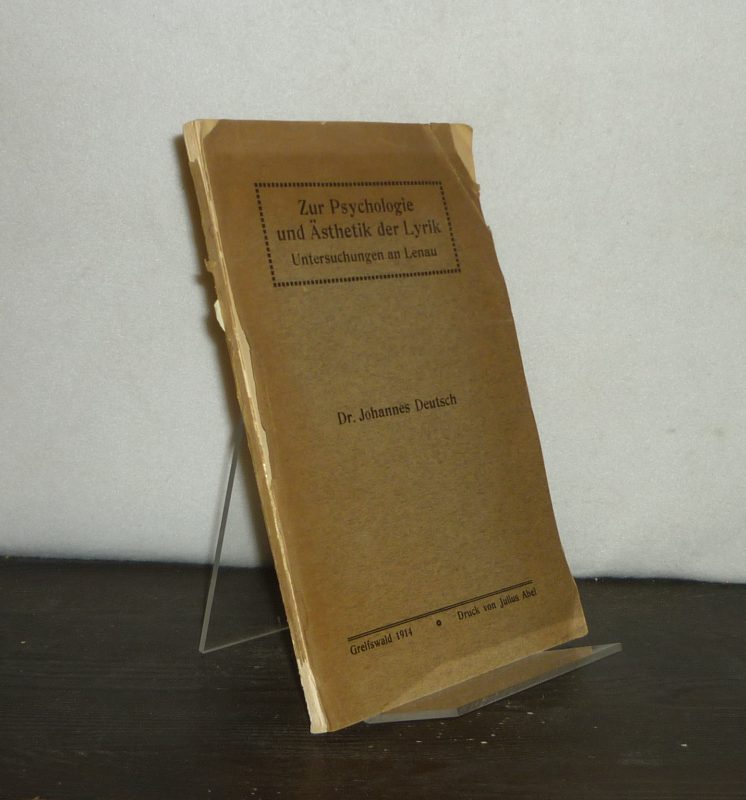 Zur Psychologie
und Ästhetik der Lyrik
Untersuchungen an Lenau
Dr. Johannes Deutsch
Greifswald 1914 Druck von Julius Abel